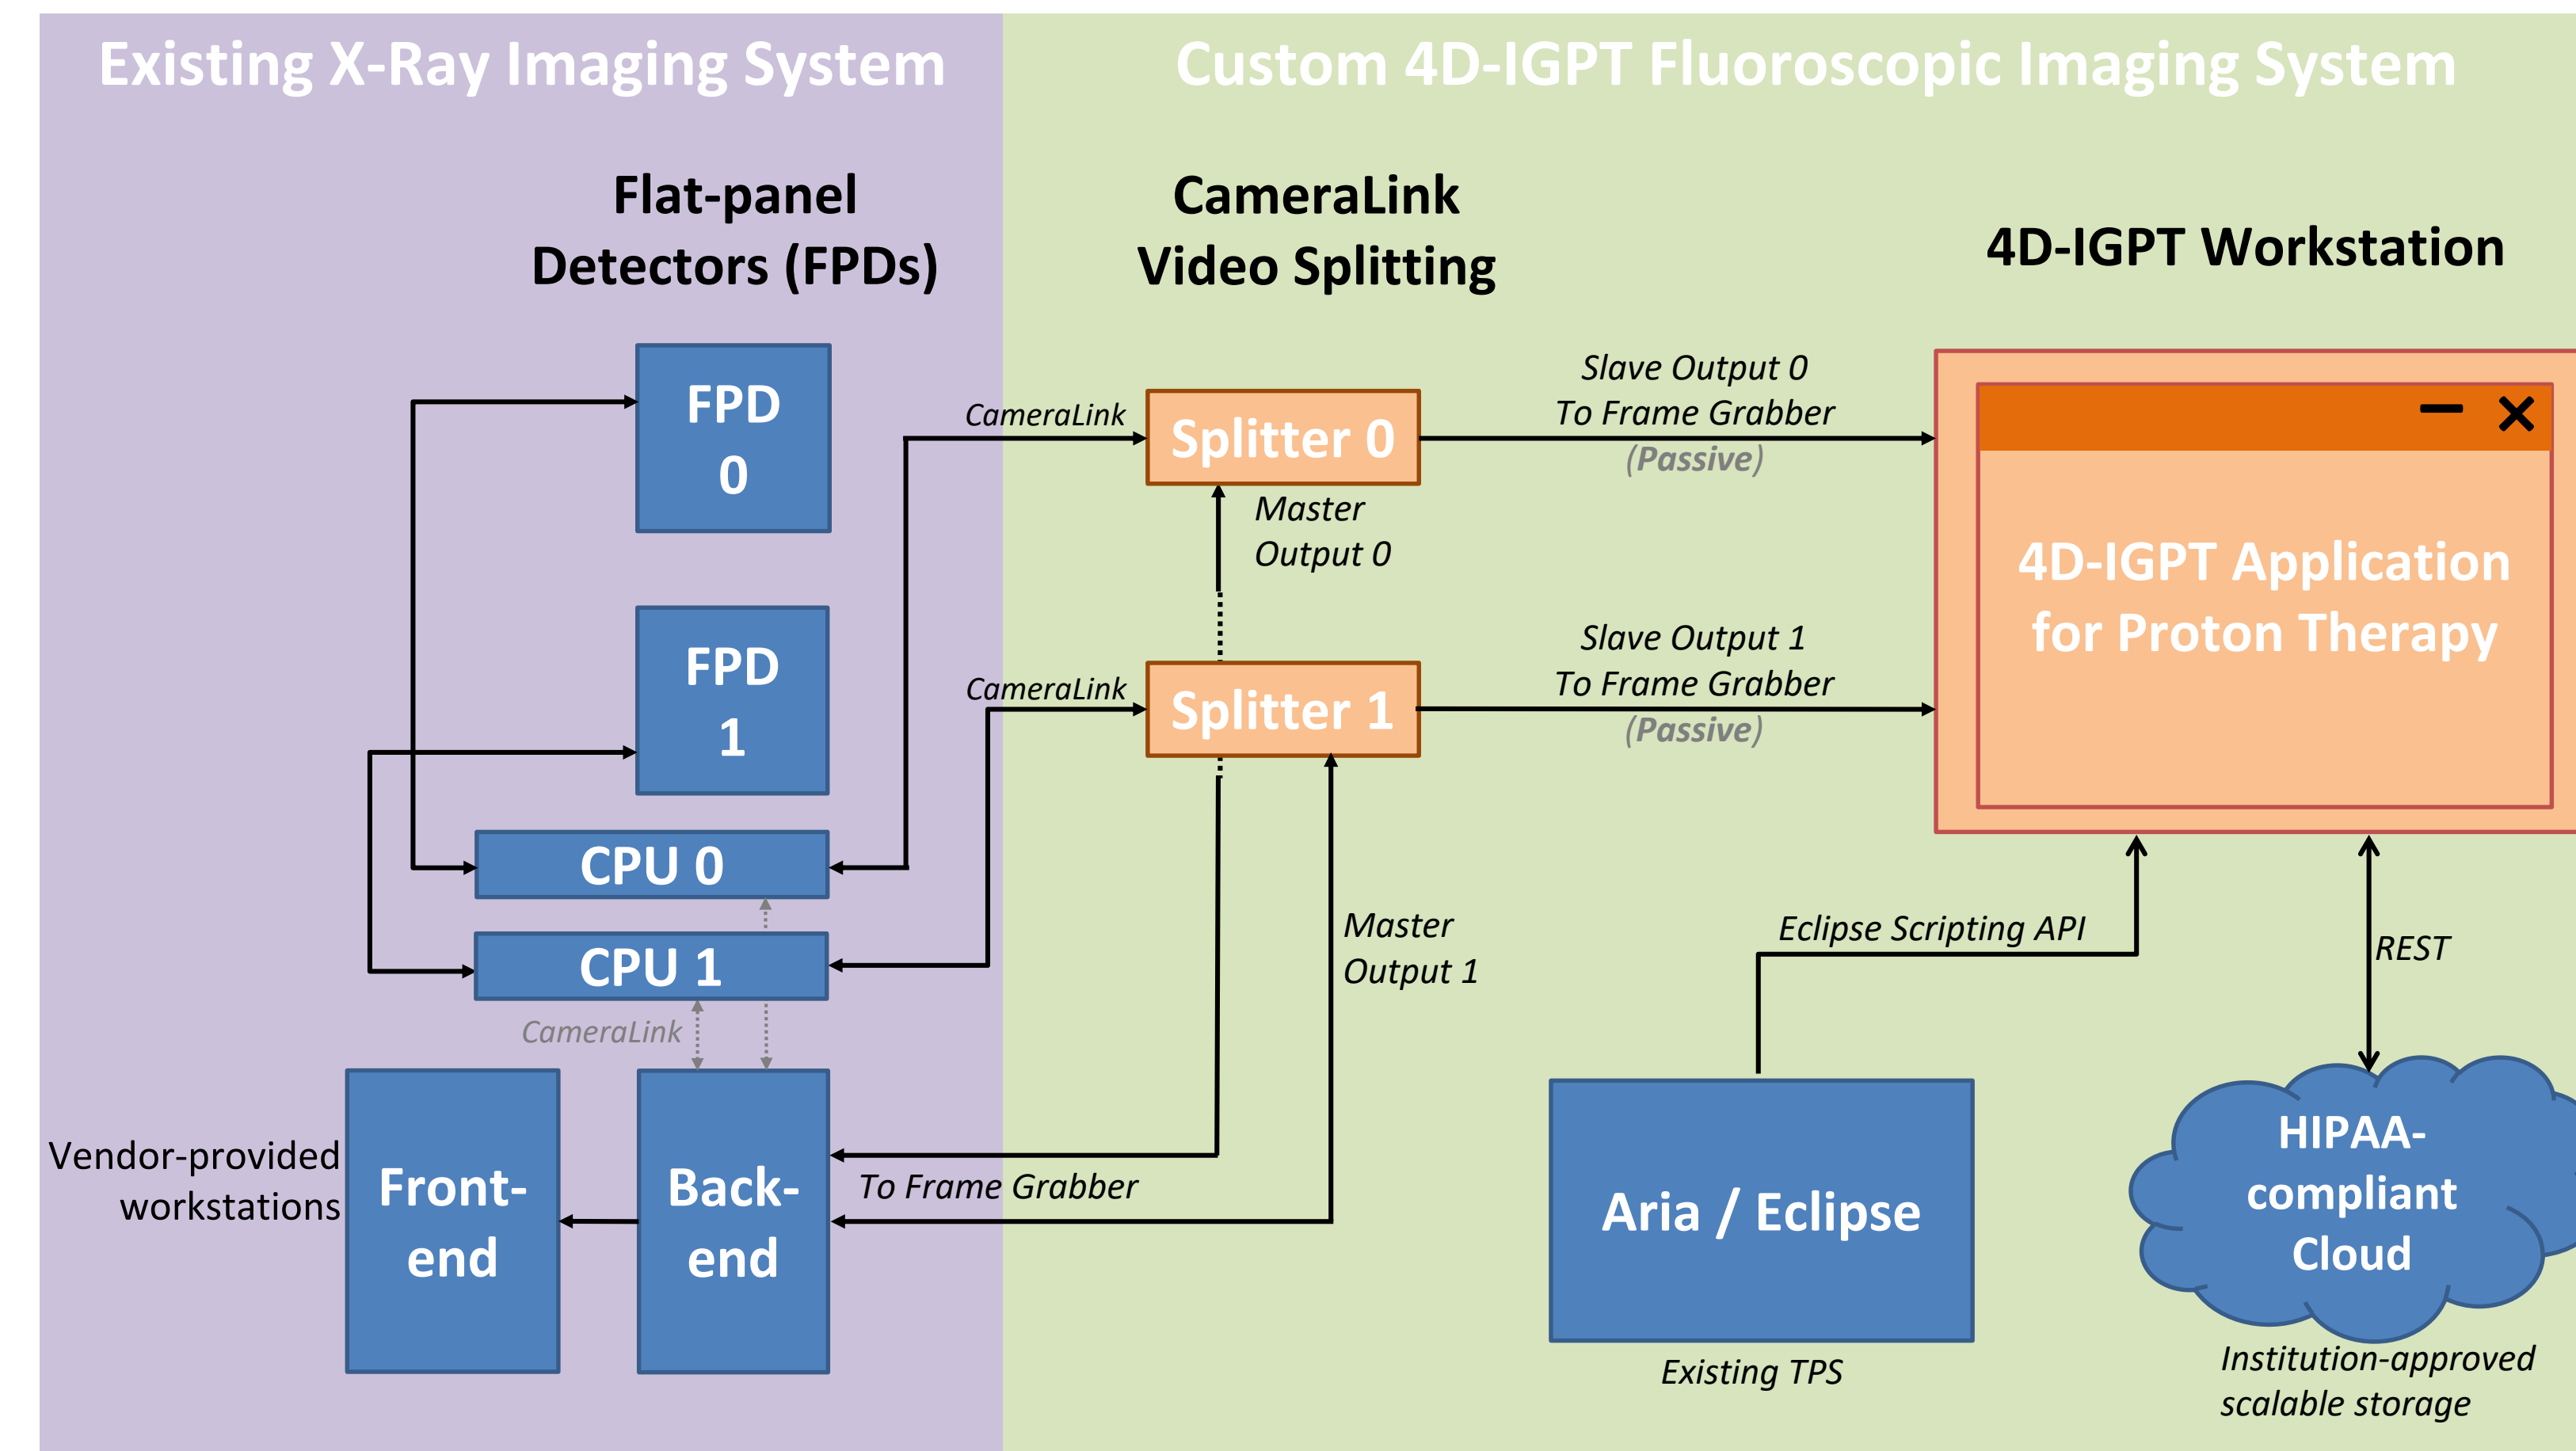 Existing X-Ray Imaging System
Custom 4D-IGPT Fluoroscopic Imaging System
Flat-panel
Detectors (FPDs)
CameraLink
Video Splitting
4D-IGPT Workstation
FPD
0
FPD
1
CPU 0
CPU 1
CameraLink
Vendor-provided
workstations
Front-
end
Back-
end
CameraLink
Splitter 0
Master
Output 0
CameraLink
Splitter 1
Master
Output 1
To Frame Grabber
Slave Output 0
To Frame Grabber
(Passive)
Slave Output 1
To Frame Grabber
(Passive)
4D-IGPT Application
for Proton Therapy
Eclipse Scripting API
REST
Aria / Eclipse
Existing TPS
HIPAA-
compliant
Cloud
Institution-approved
scalable storage